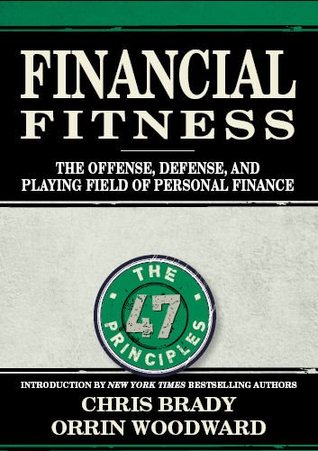 FINANCIAL
FITNESS
THE OFFENSE, DEFENSE, AND
PLAYING FIELD OF PERSONAL FINANCE
THE
47
PRINCIPLES
INTRODUCTION BY NEW YORK TIMES BESTSELLING AUTHORS
CHRIS BRADY
ORRIN WOODWARD